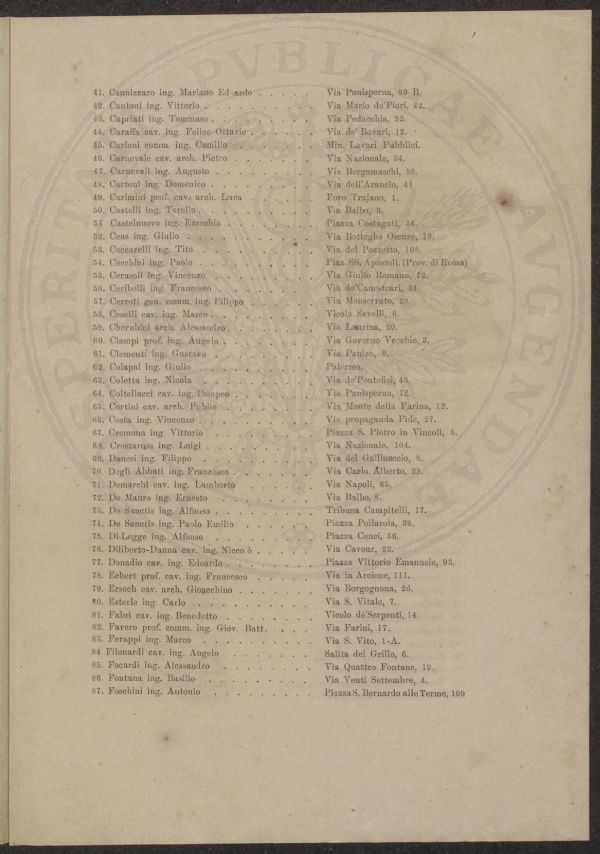 41. Cannizzaro ing. Mariano Edoardo . . . . . Via Panisperna, 89 B.
42. Cantoni ing. Vittorio . . . . . . . . . Via Mario de' Fiori, 42.
43. Capriati ing. Tommaso . . . . . . . . . Via Pedacchia, 92.
44. Caraffa cav. ing. Felice Ottavio . . . . . . Via de' Bovari, 12.
45. Carloni comm. ing. Camillo . . . . . . . Min. Lavori Pubblici.
46. Carnevale cav. arch. Pietro . . . . . . . Via Nazionale, 54.
47. Carnevali ing. Augusto . . . . . . . . Via Bergamaschi, 58.
48. Cartoni ing. Domenico . . . . . . . . . Via dell'Arancio, 41
49. Carimini prof. cav. arch. Luca . . . . . . Foro Trajano, 1.
50. Castelli ing. Torello . . . . . . . . . Via Balbo, 9.
51 Castelnuovo ing. Ezzechia . . . . . . . . Piazza Costaguti, 34.
52. Ceas ing. Giulio . . . . . . . . . . Via Botteghe Oscure, 19.
53. Ceccarelli ing. Tito . . . . . . . . . Via del Pozzetto, 108.
54. Cecchini ing. Paolo . . . . . . . . . Piaz. SS. Apostoli. (Prov. di Roma)
55. Cerasoli ing. Vincenzo . . . . . . . . Via Giulio Romano, 72.
56. Ceribelli ing. Francesco . . . . . . . . Via de' Canestrari, 34.
57. Cerroti gen. comm. ing. Filippo . . . . . . Via Monserrato, 29.
58. Ceselli cav. ing. Marco . . . . . . . . Vicolo Savelli, 6.
59. Cherubini arch. Alessandro . . . . . . . Via Laurina, 20.
60. Ciampi prof. ing. Angelo . . . . . . . . Via Governo Vecchio, 3.
61. Clementi ing. Gustavo . . . . . . . . Via Panico, 9.
62. Colapai ing. Giulio . . . . . . . . . Palermo.
63. Coletta ing. Nicola . . . . . . . . . Via de' Pontefici, 46.
64. Coltellacci cav. ing. Pompeo . . . . . . . Via Panisperna, 72.
65. Cortini cav. arch. Publio . . . . . . . . Via Monte della Farina, 12.
66. Costa ing. Vincenzo . . . . . . . . . Via propaganda Fide, 27.
67. Cremona ing. Vittorio . . . . . . . . Piazza S. Pietro in Vincoli, 5.
68. Crostarosa ing. Luigi . . . . . . . . . Via Nazionale, 104.
69. Danesi ing. Filippo . . . . . . . . . Via del Gallinaccio, 8.
70. Degli Abbati ing. Francesco . . . . . . . Via Carlo Alberto, 29.
71. Demarchi cav. ing. Lamberto . . . . . . Via Napoli, 65.
72. De Mauro ing. Ernesto . . . . . . . . Via Balbo, 8.
73. De Sanctis ing. Alfonso . . . . . . . . Tribuna Campitelli, 17.
74. De Sanctis ing. Paolo Emilio . . . . . . Piazza Pollarola, 38.
75. Di-Legge ing. Alfonso . . . . . . . . Piazza Cenci, 56.
76. Diliberto-Danna cav. ing. Niccolò . . . . . Via Cavour, 23.
77. Donadio cav. ing. Edoardo . . . . . . . Piazza Vittorio Emanuele, 93.
78. Echert prof. cav. ing. Francesco . . . . . Via in Arcione, 111.
79. Ersoch cav. arch. Gioacchino . . . . . . . Via Borgognona, 26.
80. Esterle ing. Carlo . . . . . . . . . Via S. Vitale, 7.
81. Fabri cav. ing. Benedetto . . . . . . . Vicolo de' Serpenti, 14.
82. Favero prof. comm. ing. Giov. Batt. . . . . Via Farini, 17.
83. Ferappi ing. Marco . . . . . . . . . Via S. Vito, 1-A.
84 Filonardi cav. ing. Angelo . . . . . . . Salita del Grillo, 6.
85. Focardi ing. Alessandro . . . . . . . . Via Quattro Fontane, 19.
86. Fontana ing. Basilio . . . . . . . . . Via Venti Settembre, 4.
87. Foschini ing. Antonio . . . . . . . . Piazza S. Bernardo alle Terme, 109